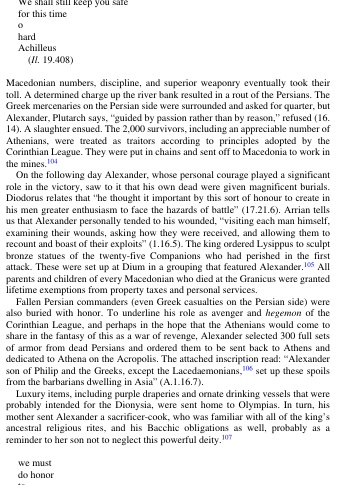 We shall still keep you safe
for this time
o
hard
Achilleus
(Il. 19.408)
Macedonian numbers, discipline, and superior weaponry eventually took their
toll. A determined charge up the river bank resulted in a rout of the Persians. The
Greek mercenaries on the Persian side were surrounded and asked for quarter, but
Alexander, Plutarch says, “guided by passion rather than by reason,” refused (16.
14). A slaughter ensued. The 2,000 survivors, including an appreciable number of
Athenians, were treated as traitors according to principles adopted by the
Corinthian League. They were put in chains and sent off to Macedonia to work in
the mines.104
On the following day Alexander, whose personal courage played a significant
role in the victory, saw to it that his own dead were given magnificent burials.
Diodorus relates that “he thought it important by this sort of honour to create in
his men greater enthusiasm to face the hazards of battle” (17.21.6). Arrian tells
us that Alexander personally tended to his wounded, “visiting each man himself,
examining their wounds, asking how they were received, and allowing them to
recount and boast of their exploits” (1.16.5). The king ordered Lysippus to sculpt
bronze statues of the twenty-five Companions who had perished in the first
attack. These were set up at Dium in a grouping that featured Alexander.105 All
parents and children of every Macedonian who died at the Granicus were granted
lifetime exemptions from property taxes and personal services.
Fallen Persian commanders (even Greek casualties on the Persian side) were
also buried with honor. To underline his role as avenger and hegemon of the
Corinthian League, and perhaps in the hope that the Athenians would come to
share in the fantasy of this as a war of revenge, Alexander selected 300 full sets
of armor from dead Persians and ordered them to be sent back to Athens and
dedicated to Athena on the Acropolis. The attached inscription read: “Alexander
son of Philip and the Greeks, except the Lacedaemonians,106 set up these spoils
from the barbarians dwelling in Asia” (A.1.16.7).
Luxury items, including purple draperies and ornate drinking vessels that were
probably intended for the Dionysia, were sent home to Olympias. In turn, his
mother sent Alexander a sacrificer-cook, who was familiar with all of the king’s
ancestral religious rites, and his Bacchic obligations as well, probably as a
reminder to her son not to neglect this powerful deity.107
we must
do honor